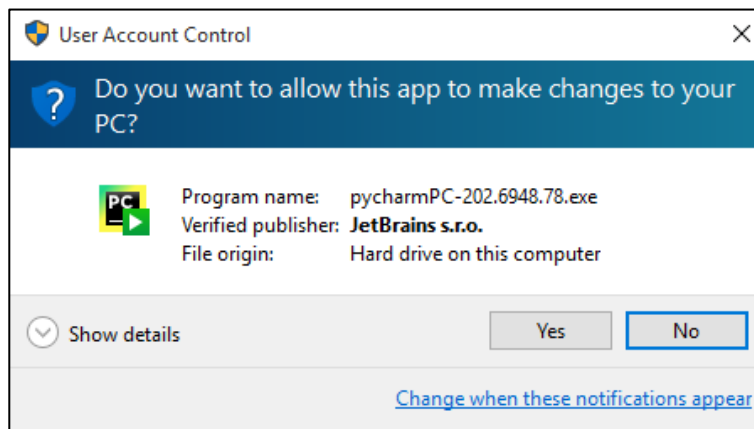 User Account Control
Do you want to allow this app to make changes to your
PC?
PC
Program name: pycharmPC-202.6948.78.exe
Verified publisher: JetBrains s.r.o.
File origin: Hard drive on this computer
Show details
Yes
No
Change when these notifications appear